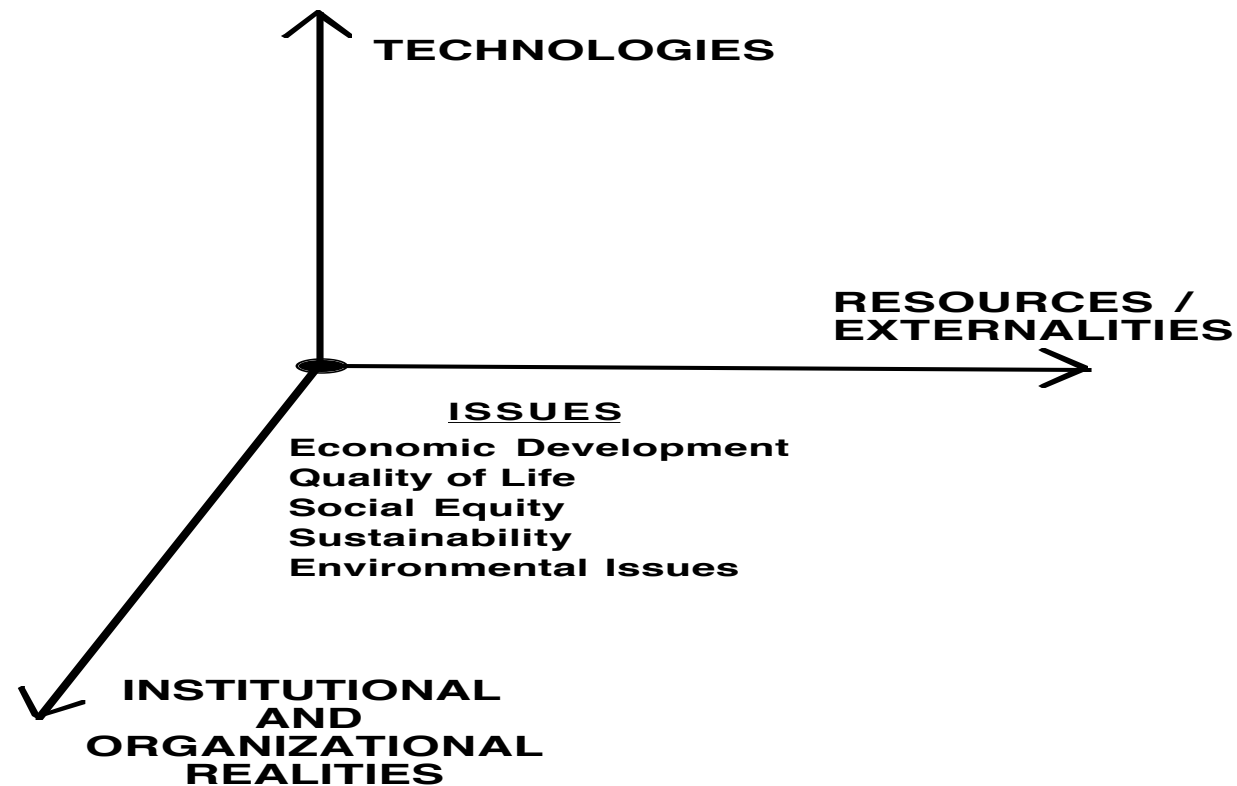 TECHNOLOGIES
RESOURCES /
EXTERNALITIES
ISSUES
Economic Development
Quality of Life
Social Equity
Sustainability
Environmental Issues
INSTITUTIONAL
AND
ORGANIZATIONAL
REALITIES